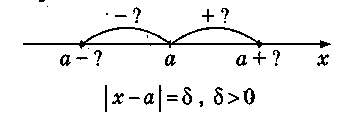 − ? + ?
a − ? a a + ? x
|x − a| = δ, δ > 0